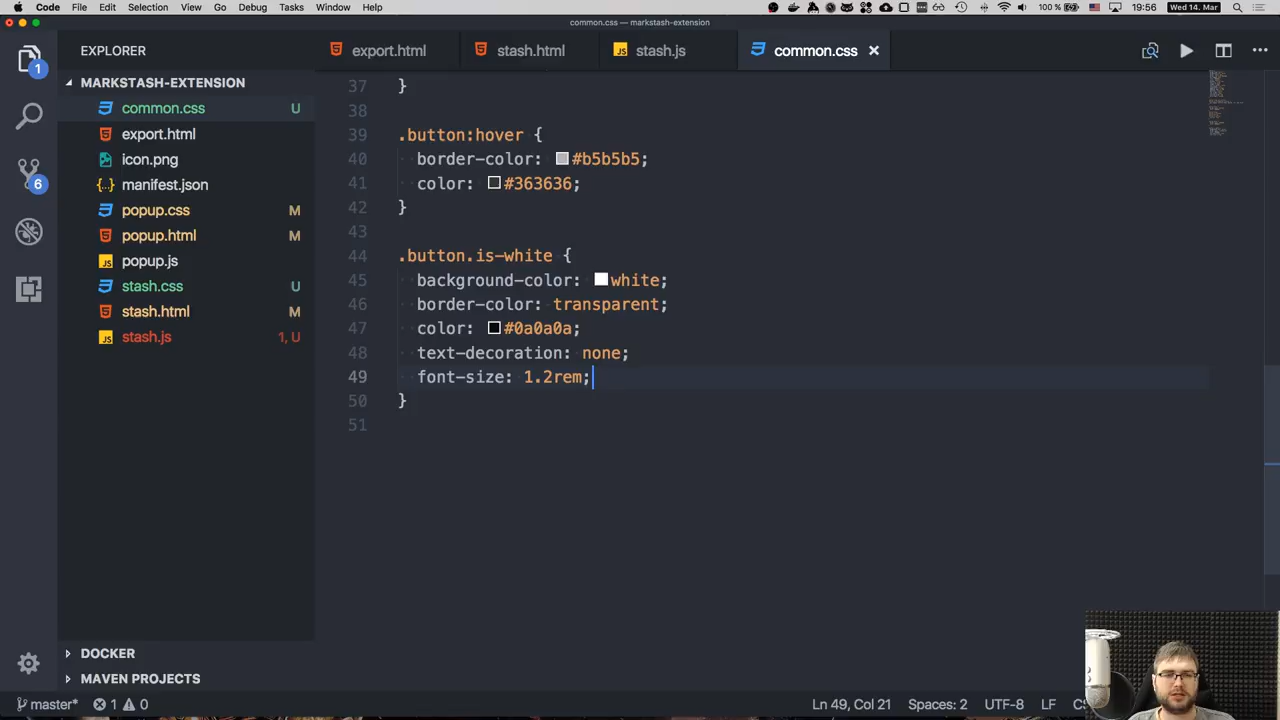 Code File Edit Selection View Go Debug Tasks Window Help 100 % 19:56 Wed 14. Mar
common.css — markstash-extension
EXPLORER
export.html
stash.html
JS stash.js
common.css
MARKSTASH-EXTENSION
common.css U
export.html
icon.png
{..} manifest.json
popup.css M
popup.html M
JS popup.js
stash.css U
stash.html M
JS stash.js 1, U
DOCKER
MAVEN PROJECTS
1
6
37 }
38
39 .button:hover {
40 border-color: #b5b5b5;
41 color: #363636;
42 }
43
44 .button.is-white {
45 background-color: white;
46 border-color: transparent;
47 color: #0a0a0a;
48 text-decoration: none;
49 font-size: 1.2rem;
50 }
51
master* 1 0 Ln 49, Col 21 Spaces: 2 UTF-8 LF